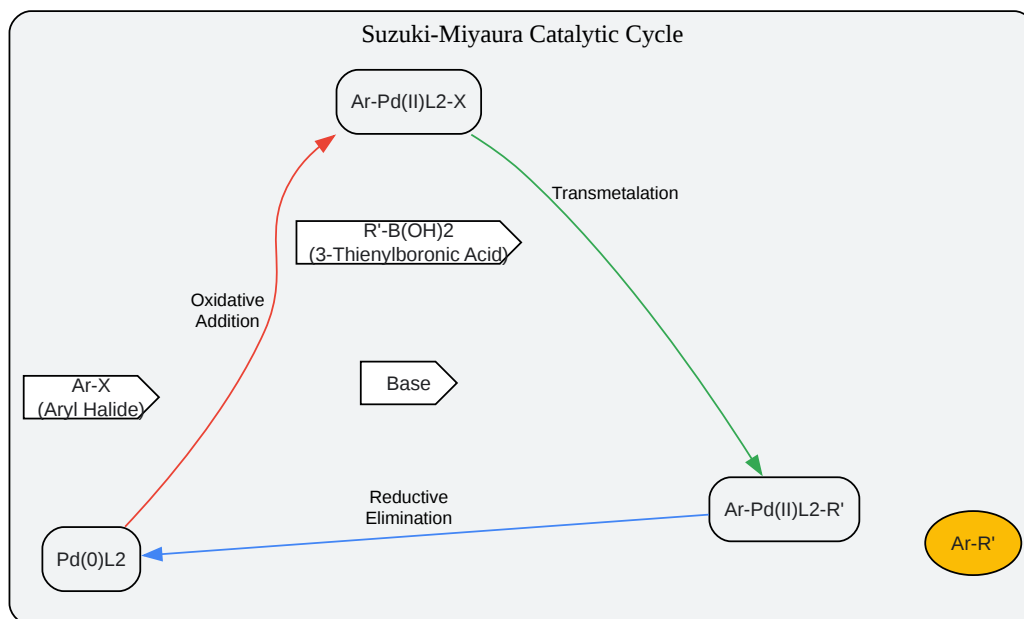 Suzuki-Miyaura Catalytic Cycle
Ar-Pd(II)L2-X
Transmetalation
R'-B(OH)2
(3-Thienylboronic Acid)
Oxidative
Addition
Ar-X
(Aryl Halide)
Base
Reductive
Elimination
Ar-Pd(II)L2-R'
Ar-R'
Pd(0)L2